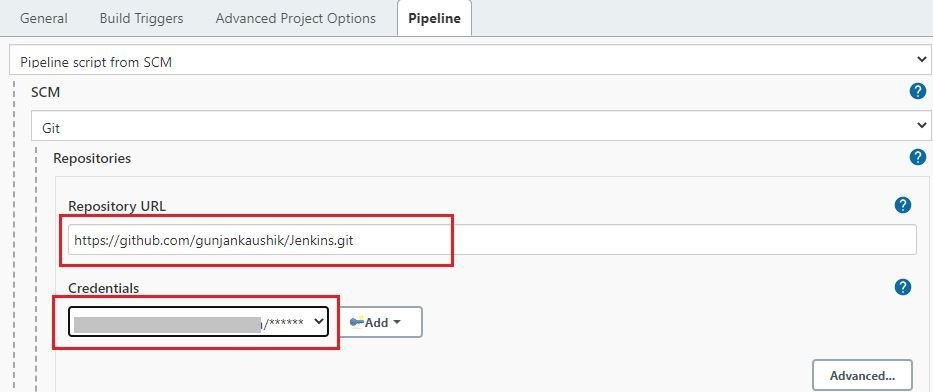 General Build Triggers Advanced Project Options Pipeline
Pipeline script from SCM
SCM
?
Git
Repositories
?
Repository URL
?
https://github.com/gunjankaushik/Jenkins.git
Credentials
?
/****** Add
Advanced...